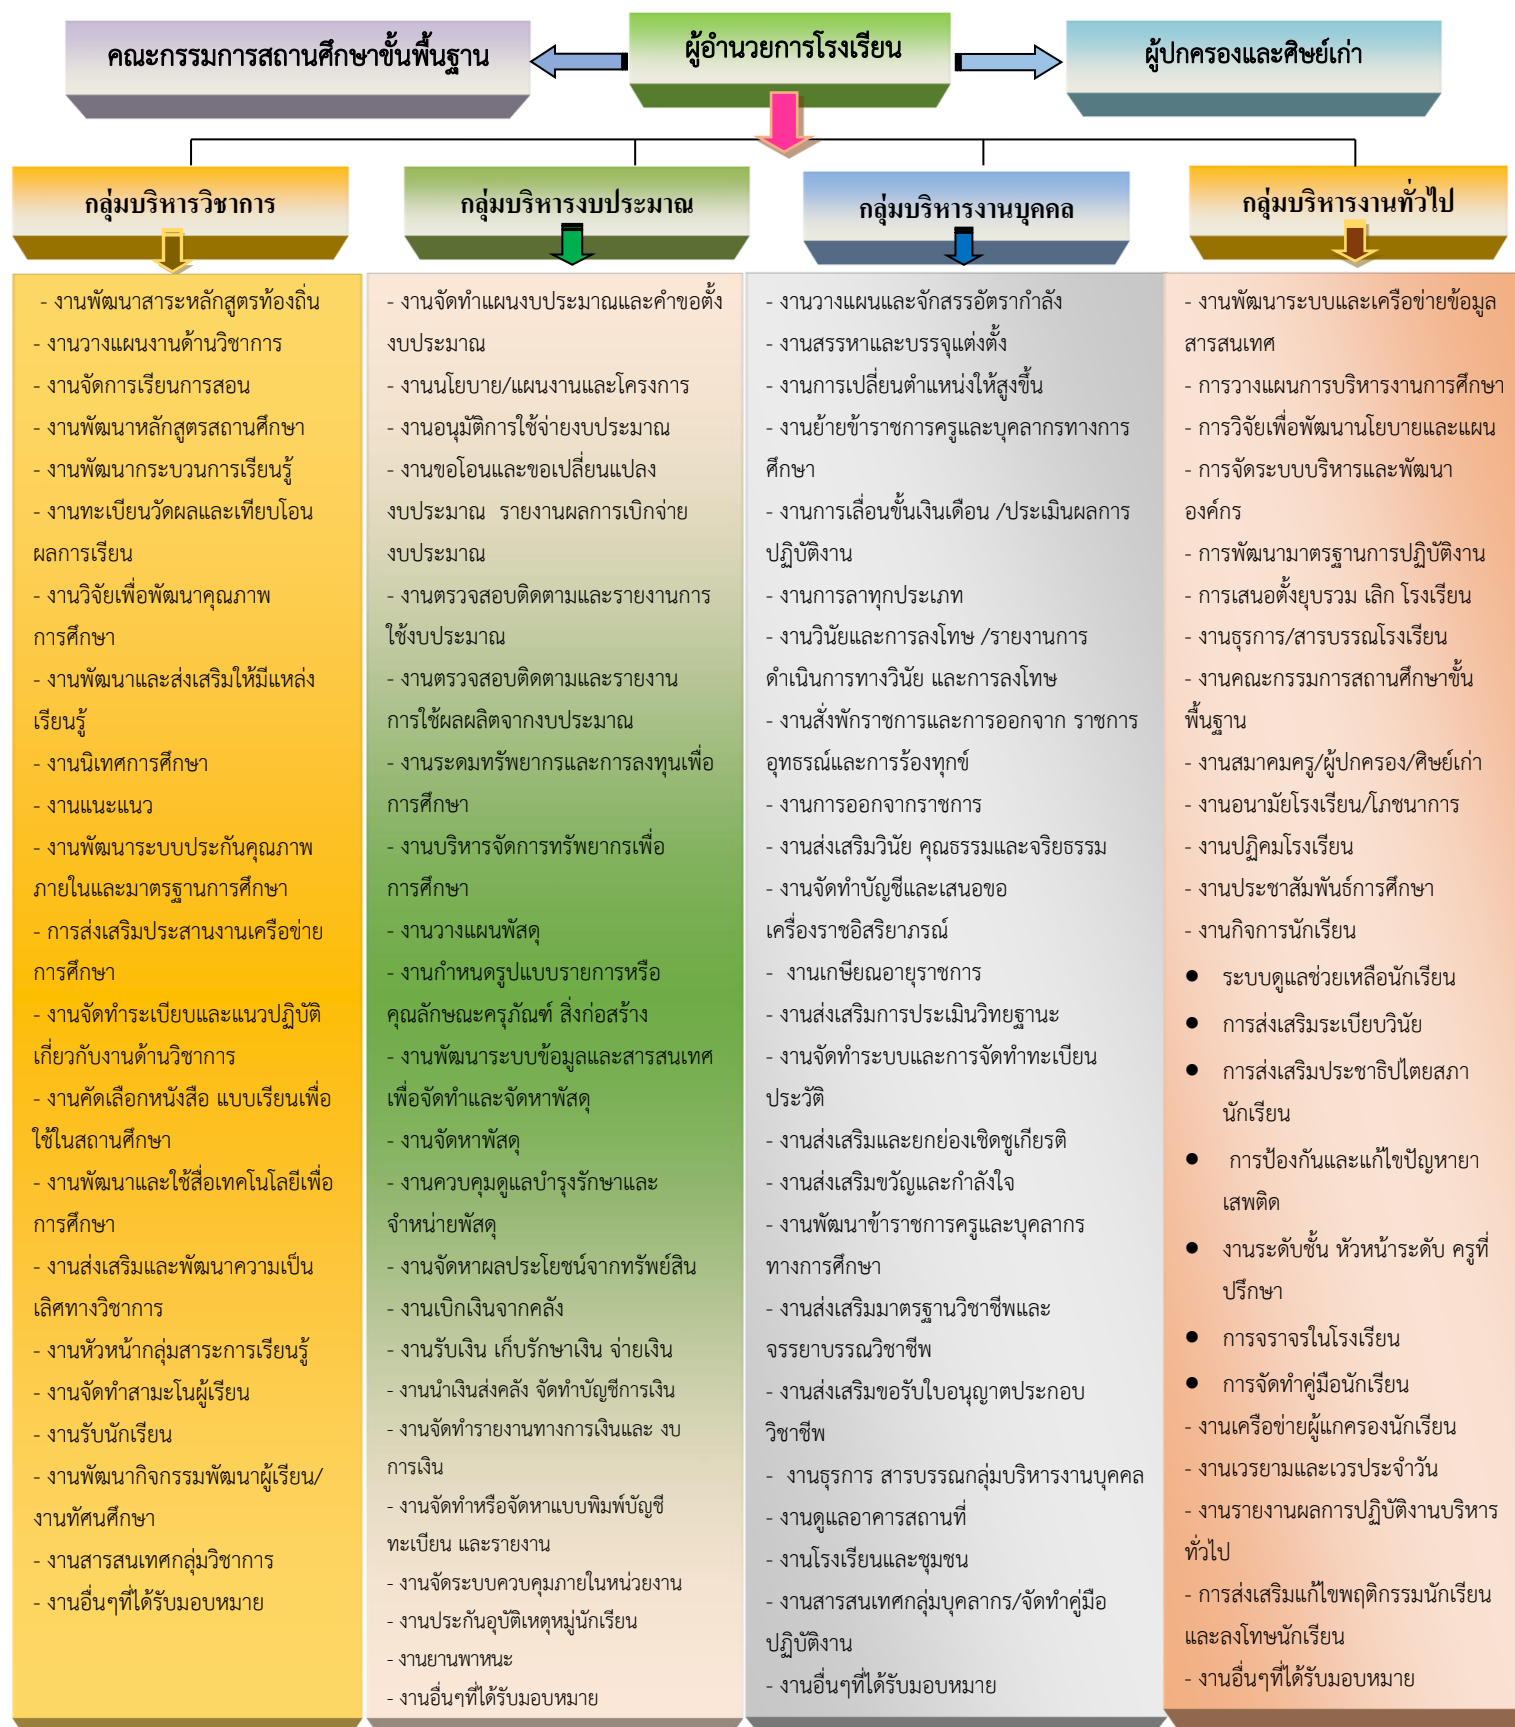 คณะกรรมการสถานศึกษาขั้นพื้นฐาน
ผู้อำนวยการโรงเรียน
ผู้ปกครองและศิษย์เก่า
กลุ่มบริหารวิชาการ
กลุ่มบริหารงบประมาณ
กลุ่มบริหารงานบุคคล
กลุ่มบริหารงานทั่วไป
- งานพัฒนาสาระหลักสูตรท้องถิ่น
- งานวางแผนงานด้านวิชาการ
- งานจัดการเรียนการสอน
- งานพัฒนาหลักสูตรสถานศึกษา
- งานพัฒนากระบวนการเรียนรู้
- งานทะเบียนวัดผลและเทียบโอน
ผลการเรียน
- งานวิจัยเพื่อพัฒนาคุณภาพ
การศึกษา
- งานพัฒนาและส่งเสริมให้มีแหล่ง
เรียนรู้
- งานนิเทศการศึกษา
- งานแนะแนว
- งานพัฒนาระบบประกันคุณภาพ
ภายในและมาตรฐานการศึกษา
- การส่งเสริมประสานงานเครือข่าย
การศึกษา
- งานจัดทำระเบียบและแนวปฏิบัติ
เกี่ยวกับงานด้านวิชาการ
- งานคัดเลือกหนังสือ แบบเรียนเพื่อ
ใช้ในสถานศึกษา
- งานพัฒนาและใช้สื่อเทคโนโลยีเพื่อ
การศึกษา
- งานส่งเสริมและพัฒนาความเป็น
เลิศทางวิชาการ
- งานหัวหน้ากลุ่มสาระการเรียนรู้
- งานจัดทำสามะโนผู้เรียน
- งานรับนักเรียน
- งานพัฒนากิจกรรมพัฒนาผู้เรียน/
งานทัศนศึกษา
- งานสารสนเทศกลุ่มวิชาการ
- งานอื่นๆที่ได้รับมอบหมาย
- งานจัดทำแผนงบประมาณและคำขอตั้ง
งบประมาณ
- งานนโยบาย/แผนงานและโครงการ
- งานอนุมัติการใช้จ่ายงบประมาณ
- งานขอโอนและขอเปลี่ยนแปลง
งบประมาณ รายงานผลการเบิกจ่าย
งบประมาณ
- งานตรวจสอบติดตามและรายงานการ
ใช้งบประมาณ
- งานตรวจสอบติดตามและรายงาน
การใช้ผลผลิตจากงบประมาณ
- งานระดมทรัพยากรและการลงทุนเพื่อ
การศึกษา
- งานบริหารจัดการทรัพยากรเพื่อ
การศึกษา
- งานวางแผนพัสดุ
- งานกำหนดรูปแบบรายการหรือ
คุณลักษณะครุภัณฑ์ สิ่งก่อสร้าง
- งานพัฒนาระบบข้อมูลและสารสนเทศ
เพื่อจัดทำและจัดหาพัสดุ
- งานจัดหาพัสดุ
- งานควบคุมดูแลบำรุงรักษาและ
จำหน่ายพัสดุ
- งานจัดหาผลประโยชน์จากทรัพย์สิน
- งานเบิกเงินจากคลัง
- งานรับเงิน เก็บรักษาเงิน จ่ายเงิน
- งานนำเงินส่งคลัง จัดทำบัญชีการเงิน
- งานจัดทำรายงานทางการเงินและ งบ
การเงิน
- งานจัดทำหรือจัดหาแบบพิมพ์บัญชี
ทะเบียน และรายงาน
- งานจัดระบบควบคุมภายในหน่วยงาน
- งานประกันอุบัติเหตุหมู่นักเรียน
- งานยานพาหนะ
- งานอื่นๆที่ได้รับมอบหมาย
- งานวางแผนและจักสรรอัตรากำลัง
- งานสรรหาและบรรจุแต่งตั้ง
- งานการเปลี่ยนตำแหน่งให้สูงขึ้น
- งานย้ายข้าราชการครูและบุคลากรทางการ
ศึกษา
- งานการเลื่อนขั้นเงินเดือน /ประเมินผลการ
ปฏิบัติงาน
- งานการลาทุกประเภท
- งานวินัยและการลงโทษ /รายงานการ
ดำเนินการทางวินัย และการลงโทษ
- งานสั่งพักราชการและการออกจาก ราชการ
อุทธรณ์และการร้องทุกข์
- งานการออกจากราชการ
- งานส่งเสริมวินัย คุณธรรมและจริยธรรม
- งานจัดทำบัญชีและเสนอขอ
เครื่องราชอิสริยาภรณ์
- งานเกษียณอายุราชการ
- งานส่งเสริมการประเมินวิทยฐานะ
- งานจัดทำระบบและการจัดทำทะเบียน
ประวัติ
- งานส่งเสริมและยกย่องเชิดชูเกียรติ
- งานส่งเสริมขวัญและกำลังใจ
- งานพัฒนาข้าราชการครูและบุคลากร
ทางการศึกษา
- งานส่งเสริมมาตรฐานวิชาชีพและ
จรรยาบรรณวิชาชีพ
- งานส่งเสริมขอรับใบอนุญาตประกอบ
วิชาชีพ
- งานธุรการ สารบรรณกลุ่มบริหารงานบุคคล
- งานดูแลอาคารสถานที่
- งานโรงเรียนและชุมชน
- งานสารสนเทศกลุ่มบุคลากร/จัดทำคู่มือ
ปฏิบัติงาน
- งานอื่นๆที่ได้รับมอบหมาย
- งานพัฒนาระบบและเครือข่ายข้อมูล
สารสนเทศ
- การวางแผนการบริหารงานการศึกษา
- การวิจัยเพื่อพัฒนานโยบายและแผน
- การจัดระบบบริหารและพัฒนา
องค์กร
- การพัฒนามาตรฐานการปฏิบัติงาน
- การเสนอตั้งยุบรวม เลิก โรงเรียน
- งานธุรการ/สารบรรณโรงเรียน
- งานคณะกรรมการสถานศึกษาขั้น
พื้นฐาน
- งานสมาคมครู/ผู้ปกครอง/ศิษย์เก่า
- งานอนามัยโรงเรียน/โภชนาการ
- งานปฏิคมโรงเรียน
- งานประชาสัมพันธ์การศึกษา
- งานกิจการนักเรียน
● ระบบดูแลช่วยเหลือนักเรียน
● การส่งเสริมระเบียบวินัย
● การส่งเสริมประชาธิปไตยสภา
นักเรียน
● การป้องกันและแก้ไขปัญหายา
เสพติด
● งานระดับชั้น หัวหน้าระดับ ครูที่
ปรึกษา
● การจราจรในโรงเรียน
● การจัดทำคู่มือนักเรียน
- งานเครือข่ายผู้แกครองนักเรียน
- งานเวรยามและเวรประจำวัน
- งานรายงานผลการปฏิบัติงานบริหาร
ทั่วไป
- การส่งเสริมแก้ไขพฤติกรรมนักเรียน
และลงโทษนักเรียน
- งานอื่นๆที่ได้รับมอบหมาย